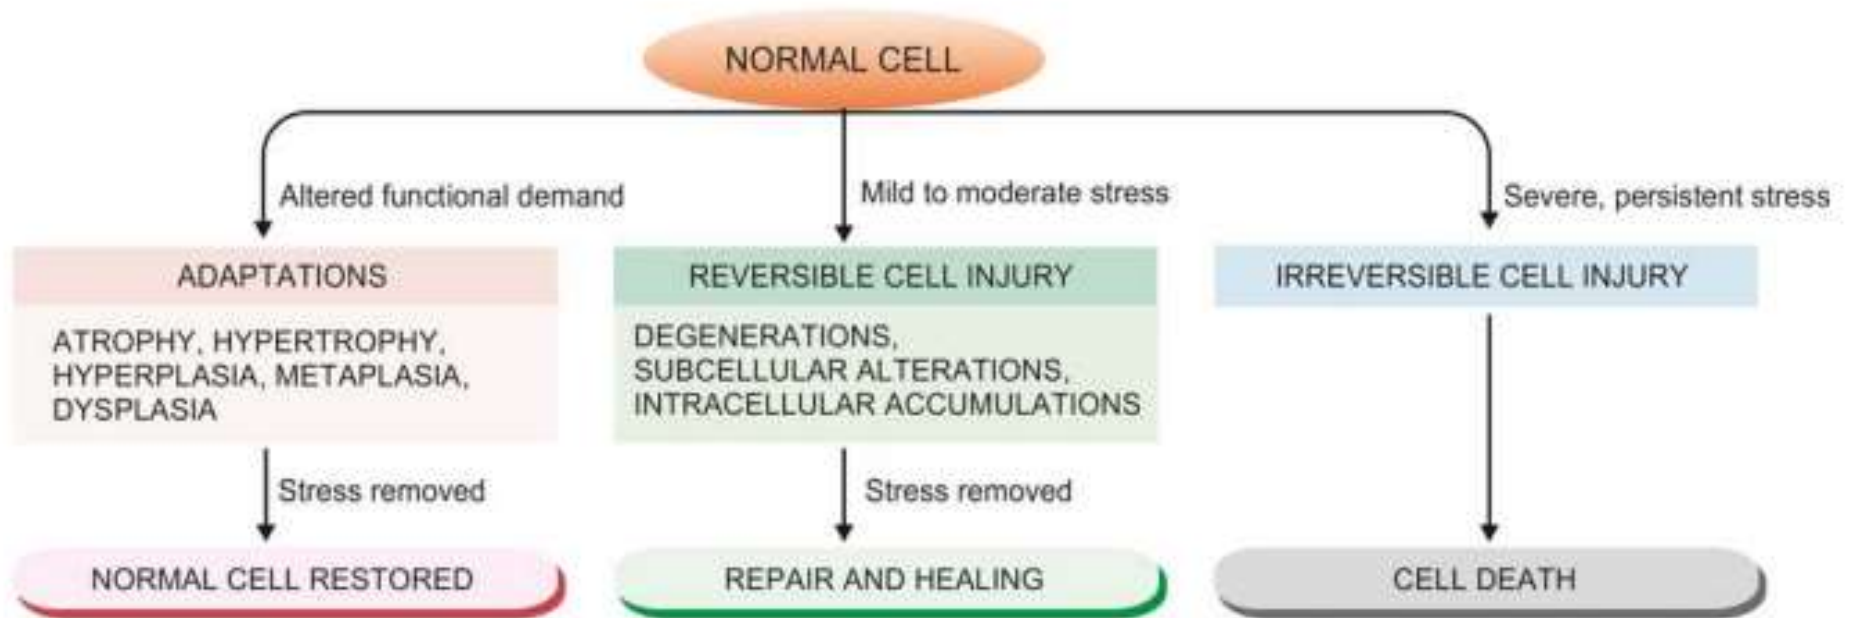 NORMAL CELL
Altered functional demand
Mild to moderate stress
Severe, persistent stress
ADAPTATIONS
REVERSIBLE CELL INJURY
IRREVERSIBLE CELL INJURY
ATROPHY, HYPERTROPHY,
HYPERPLASIA, METAPLASIA,
DYSPLASIA
DEGENERATIONS,
SUBCELLULAR ALTERATIONS,
INTRACELLULAR ACCUMULATIONS
Stress removed
Stress removed
NORMAL CELL RESTORED
REPAIR AND HEALING
CELL DEATH